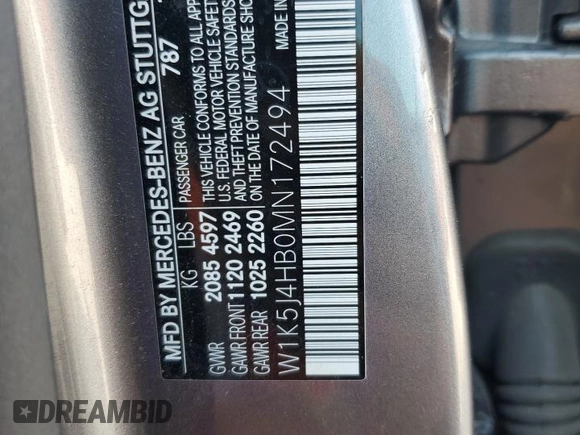 MFD BY MERCEDES-BENZ AG STUTTG
787
KG LBS PASSENGER CAR
GVWR 2085 4597 THIS VEHICLE CONFORMS TO ALL APP
GAWR FRONT 1120 2469 U.S. FEDERAL MOTOR VEHICLE SAFETY
AND THEFT PREVENTION STANDARDS
GAWR REAR 1025 2260 ON THE DATE OF MANUFACTURE SHO
W1K5J4HB0MN172494
MADE IN
DREAMBID